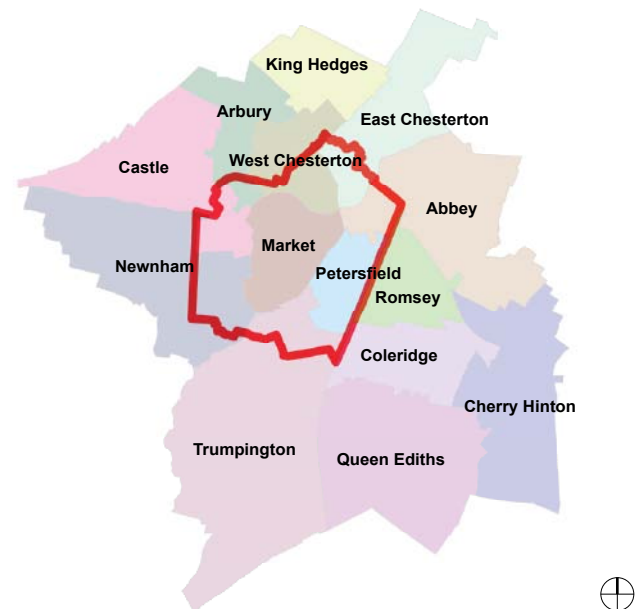 King Hedges
Arbury
East Chesterton
West Chesterton
Castle
Abbey
Market
Newnham
Petersfield
Romsey
Coleridge
Cherry Hinton
Trumpington
Queen Ediths